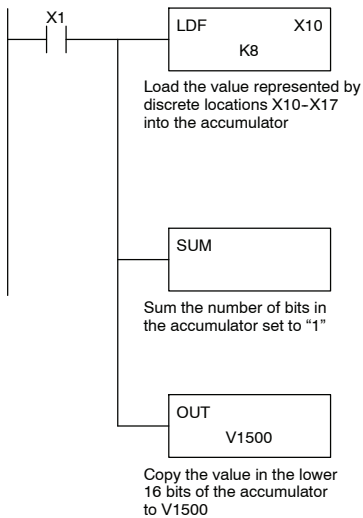 X1
LDF X10
K8
Load the value represented by
discrete locations X10-X17
into the accumulator
SUM
Sum the number of bits in
the accumulator set to “1”
OUT
V1500
Copy the value in the lower
16 bits of the accumulator
to V1500